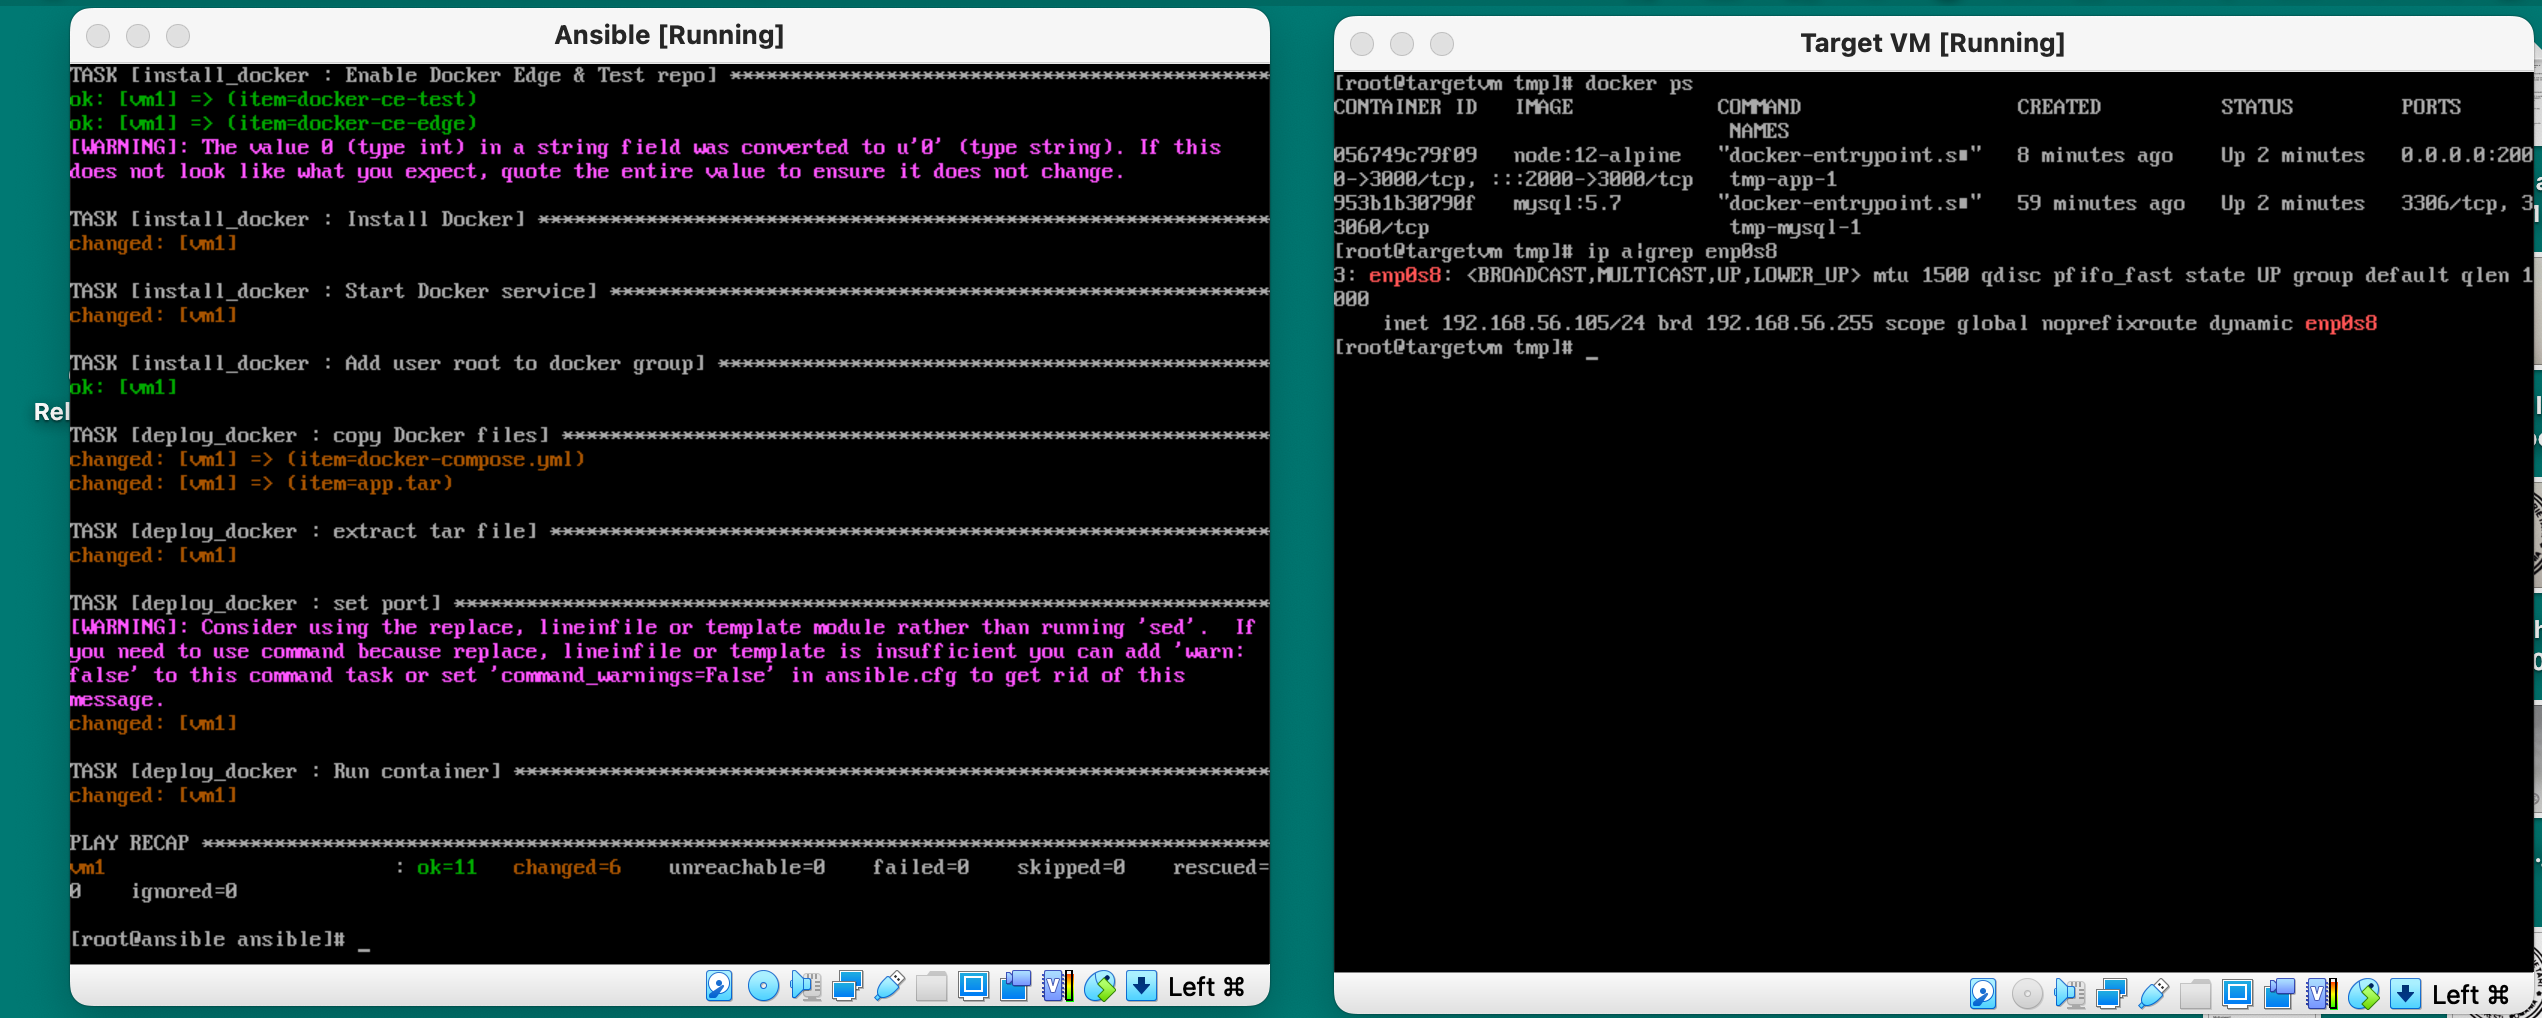 Ansible [Running]
TASK [install_docker : Enable Docker Edge & Test repo] *********************************************
ok: [vm1] => (item=docker-ce-test)
ok: [vm1] => (item=docker-ce-edge)
[WARNING]: The value 0 (type int) in a string field was converted to u'0' (type string). If this
does not look like what you expect, quote the entire value to ensure it does not change.
TASK [install_docker : Install Docker] *************************************************************
changed: [vm1]
TASK [install_docker : Start Docker service] *******************************************************
changed: [vm1]
TASK [install_docker : Add user root to docker group] **********************************************
ok: [vm1]
TASK [deploy_docker : copy Docker files] ***********************************************************
changed: [vm1] => (item=docker-compose.yml)
changed: [vm1] => (item=app.tar)
TASK [deploy_docker : extract tar file] ************************************************************
changed: [vm1]
TASK [deploy_docker : set port] ********************************************************************
[WARNING]: Consider using the replace, lineinfile or template module rather than running 'sed'.  If
you need to use command because replace, lineinfile or template is insufficient you can add 'warn:
false' to this command task or set 'command_warnings=False' in ansible.cfg to get rid of this
message.
changed: [vm1]
TASK [deploy_docker : Run container] ***************************************************************
changed: [vm1]
PLAY RECAP *****************************************************************************************
vm1                        : ok=11   changed=6    unreachable=0    failed=0    skipped=0    rescued=
0    ignored=0
[root@ansible ansible]# _
Left ⌘
Rel
Target VM [Running]
[root@targetvm tmp]# docker ps
CONTAINER ID   IMAGE            COMMAND                  CREATED          STATUS         PORTS
NAMES
056749c79f09   node:12-alpine   "docker-entrypoint.s▪"   8 minutes ago    Up 2 minutes   0.0.0.0:200
0->3000/tcp, :::2000->3000/tcp   tmp-app-1
953b1b30790f   mysql:5.7        "docker-entrypoint.s▪"   59 minutes ago   Up 2 minutes   3306/tcp, 3
3060/tcp                         tmp-mysql-1
[root@targetvm tmp]# ip a|grep enp0s8
3: enp0s8: <BROADCAST,MULTICAST,UP,LOWER_UP> mtu 1500 qdisc pfifo_fast state UP group default qlen 1
000
inet 192.168.56.105/24 brd 192.168.56.255 scope global noprefixroute dynamic enp0s8
[root@targetvm tmp]# _
Left ⌘